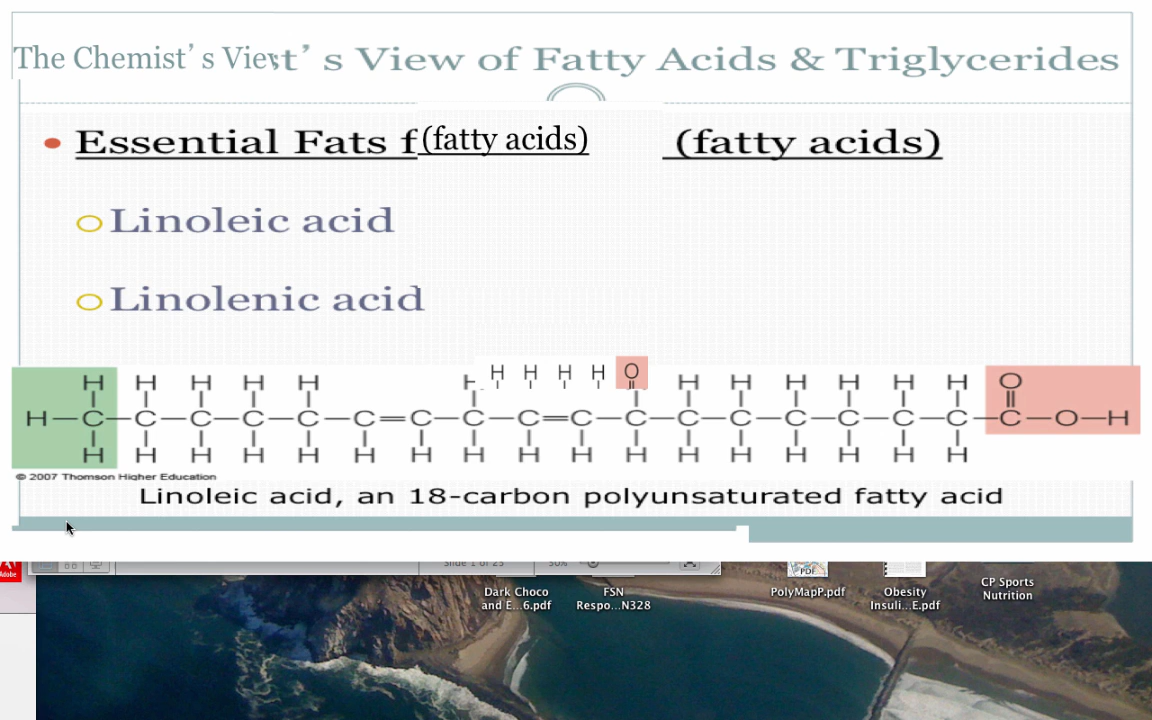 The Chemist’s View t’s View of Fatty Acids & Triglycerides
Essential Fats f (fatty acids) (fatty acids)
Linoleic acid
Linolenic acid
H H H H O
H H H H H H H H H H H H O
H—C—C—C—C—C—C=C—C—C=C—C—C—C—C—C—C—C—C—O—H
H H H H H H H H H H H H H H H H H
© 2007 Thomson Higher Education
Linoleic acid, an 18-carbon polyunsaturated fatty acid
Adobe
Slide 1 of 25
50%
PDF
Dark Choco
and E...6.pdf
FSN
Respo...N328
PolyMapP.pdf
Obesity
Insuli...E.pdf
CP Sports
Nutrition